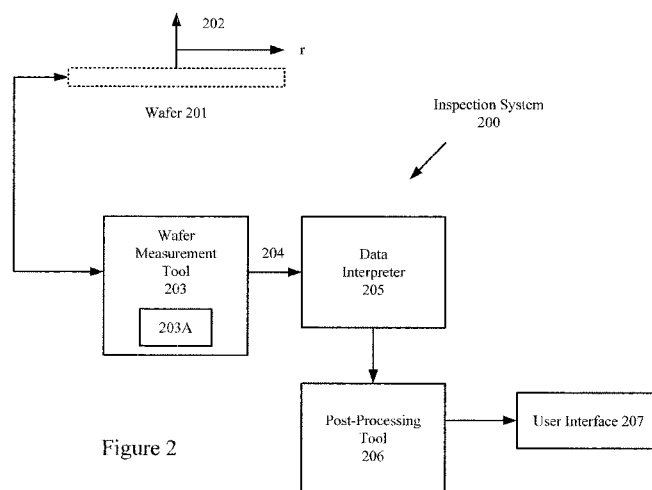 202
r
Wafer 201
Inspection System
200
Wafer
Measurement
Tool
203
203A
204
Data
Interpreter
205
Post-Processing
Tool
206
User Interface 207
Figure 2